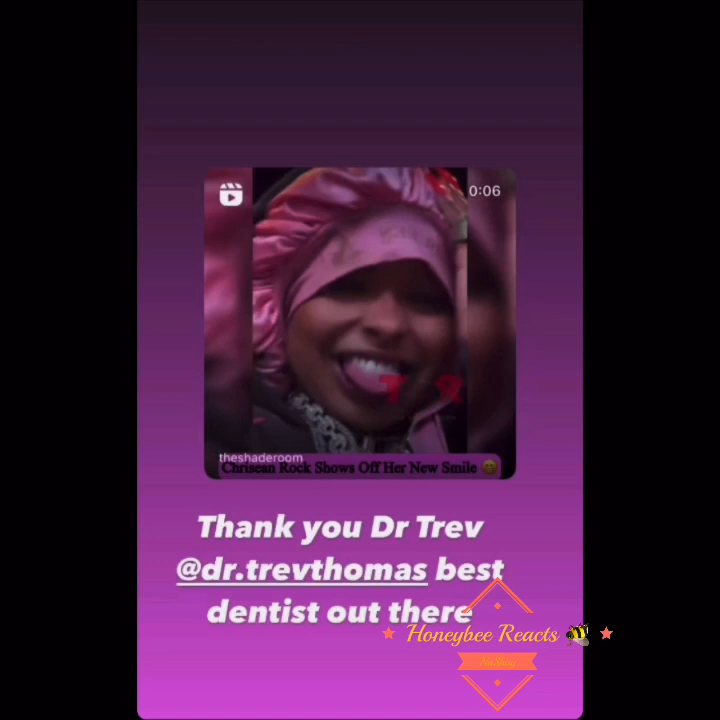 0:06
theshaderoom
Chrisean Rock Shows Off Her New Smile
Thank you Dr Trev
@dr.trevthomas best
dentist out there
Honeybee Reacts